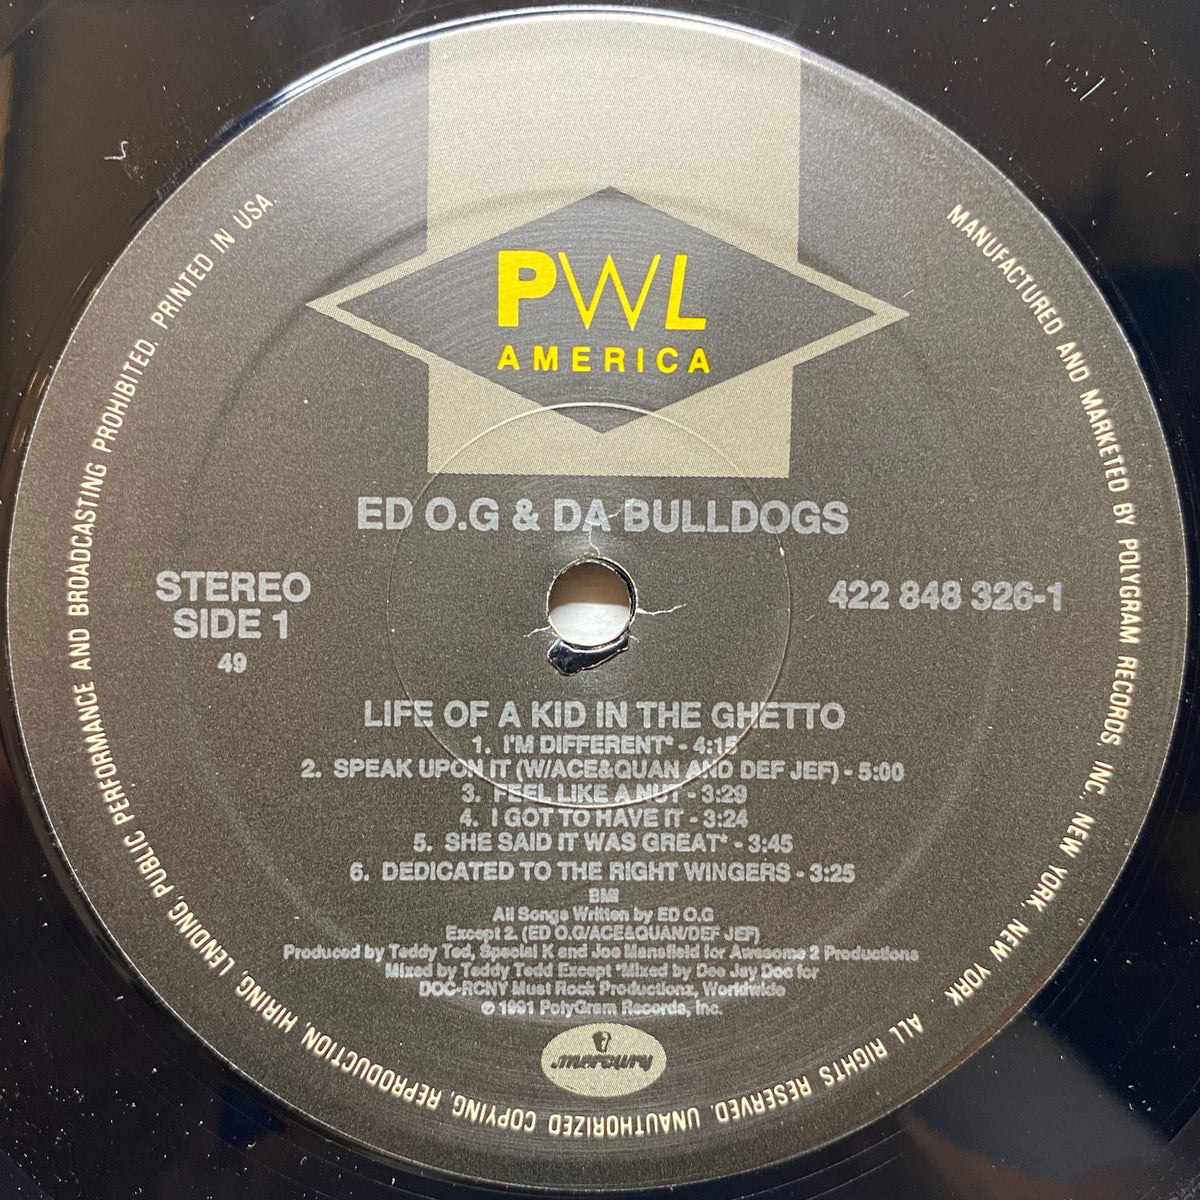 PWL
AMERICA
ED O.G & DA BULLDOGS
STEREO
SIDE 1
49
422 848 326-1
LIFE OF A KID IN THE GHETTO
1. I'M DIFFERENT* - 4:15
2. SPEAK UPON IT (W/ACE&QUAN AND DEF JEF) - 5:00
3. FEEL LIKE A NUT - 3:29
4. I GOT TO HAVE IT - 3:24
5. SHE SAID IT WAS GREAT* - 3:45
6. DEDICATED TO THE RIGHT WINGERS - 3:25
BMI
All Songs Written by ED O.G
Except 2. (ED O.G/ACE&QUAN/DEF JEF)
Produced by Teddy Ted, Special K and Joe Mansfield for Awesome 2 Productions
Mixed by Teddy Tedd Except *Mixed by Dee Jay Doc for
DOC-RCNY Must Rock Productionz, Worldwide
© 1991 PolyGram Records, Inc.
mercury
MANUFACTURED AND MARKETED BY POLYGRAM RECORDS, INC. NEW YORK, NEW YORK ALL RIGHTS RESERVED. UNAUTHORIZED COPYING, REPRODUCTION, HIRING, LENDING, PUBLIC PERFORMANCE AND BROADCASTING PROHIBITED. PRINTED IN USA